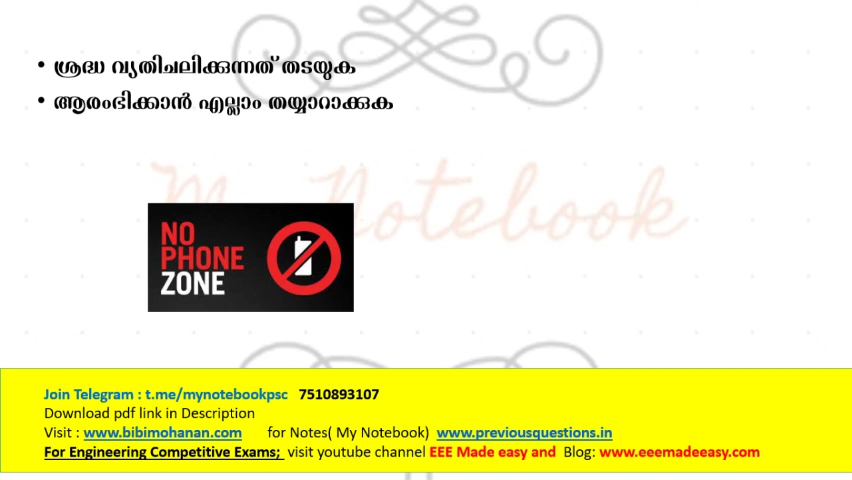 • ശ്രദ്ധ വ്യതിചലിക്കുന്നത് തടയുക
• ആരംഭിക്കാൻ എല്ലാം തയ്യാറാക്കുക
My Notebook
NO
PHONE
ZONE
Join Telegram : t.me/mynotebookpsc 7510893107
Download pdf link in Description
Visit : www.bibimohanan.com for Notes( My Notebook) www.previousquestions.in
For Engineering Competitive Exams; visit youtube channel EEE Made easy and Blog: www.eeemadeeasy.com